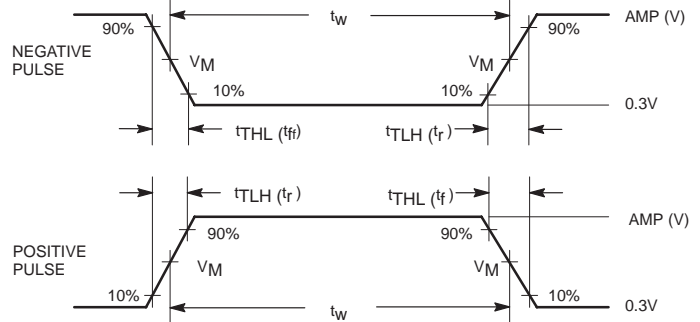 90%
tw
90%
AMP (V)
NEGATIVE
PULSE
VM
VM
10%
10%
0.3V
tTHL (tff)
tTLH (tr )
tTLH (tr )
tTHL (tf )
AMP (V)
90%
90%
POSITIVE
PULSE
VM
VM
10%
tw
10%
0.3V